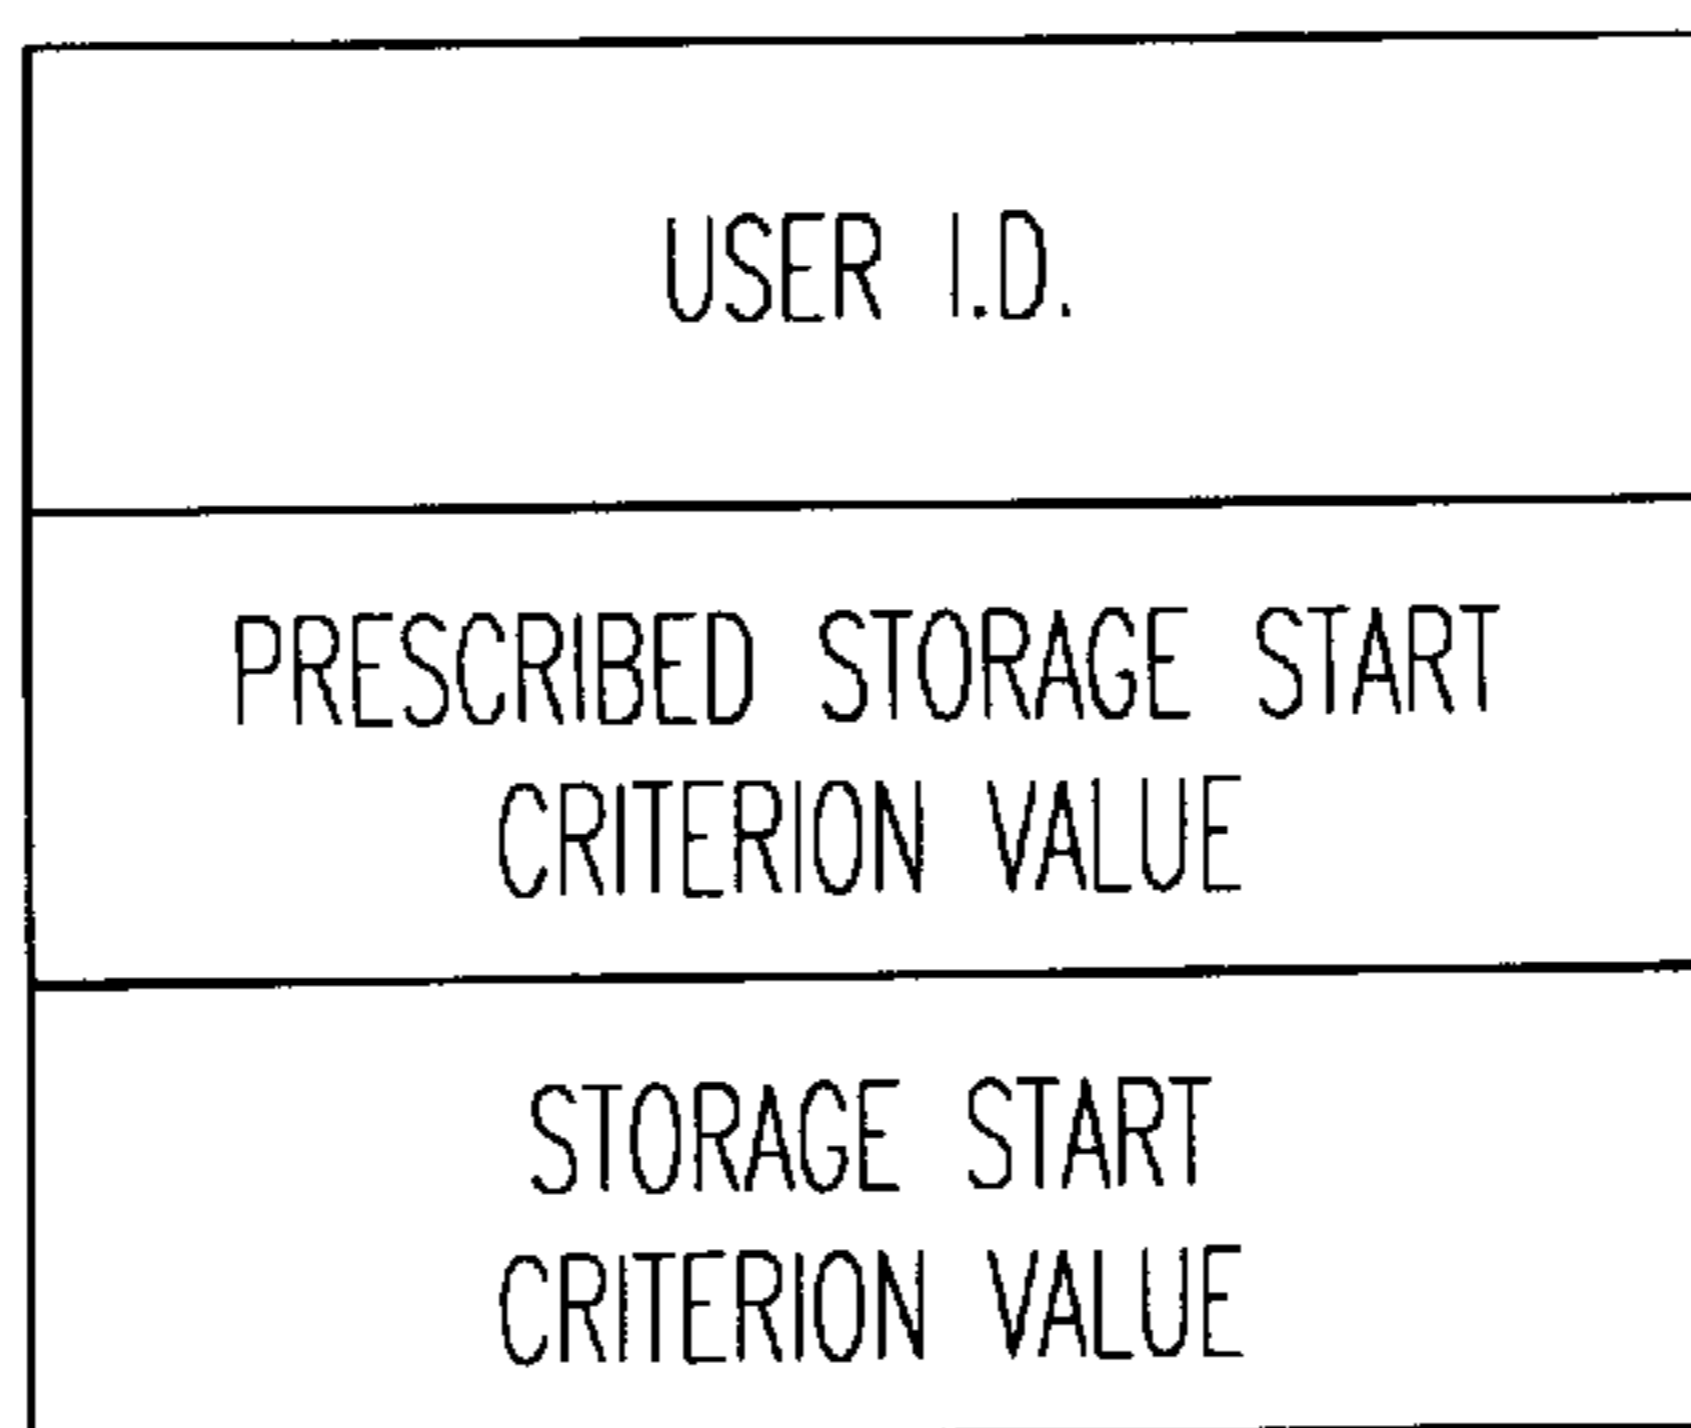 USER I.D.
PRESCRIBED STORAGE START
CRITERION VALUE
STORAGE START
CRITERION VALUE